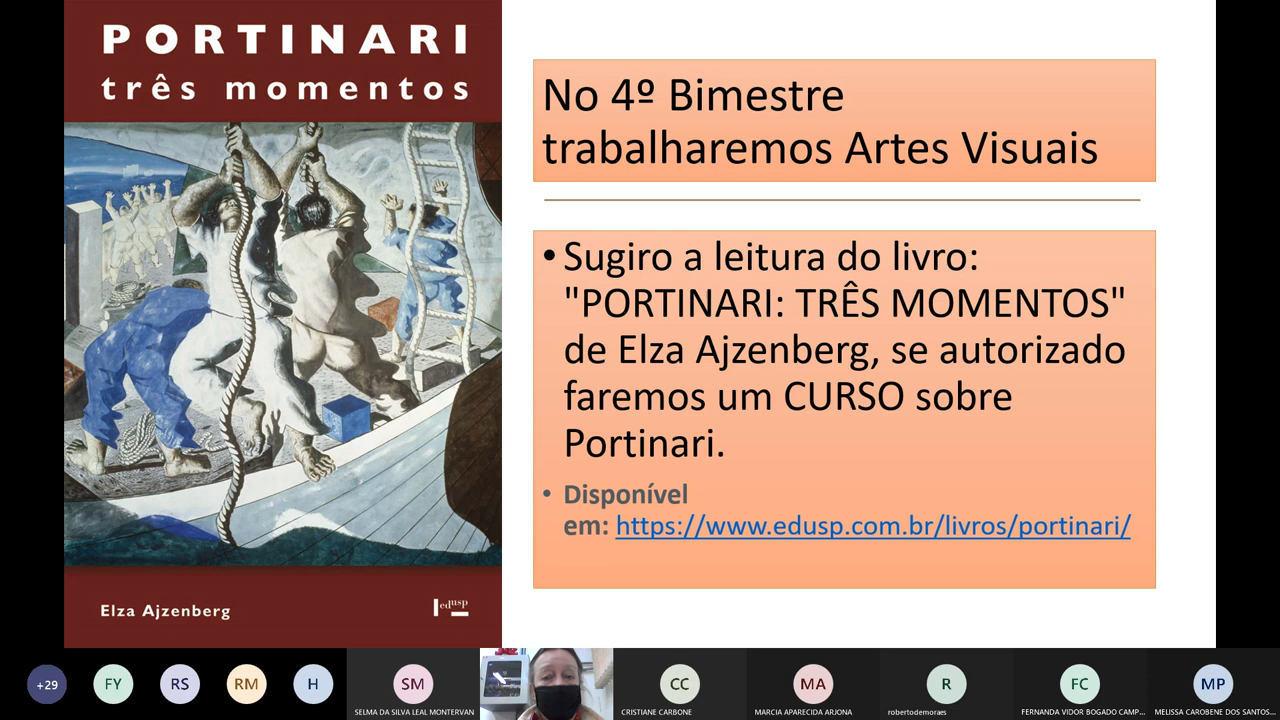 PORTINARI
três momentos
Elza Ajzenberg
edusp
No 4º Bimestre
trabalharemos Artes Visuais
• Sugiro a leitura do livro:
"PORTINARI: TRÊS MOMENTOS"
de Elza Ajzenberg, se autorizado
faremos um CURSO sobre
Portinari.
• Disponível
em: https://www.edusp.com.br/livros/portinari/
+29
FY
RS
RM
H
SM
SELMA DA SILVA LEAL MONTERVAN
CC
CRISTIANE CARBONE
MA
MARCIA APARECIDA ARJONA
R
robertodemoraes
FC
FERNANDA VIDOR BOGADO CAMP...
MP
MELISSA CAROBENE DOS SANTOS...